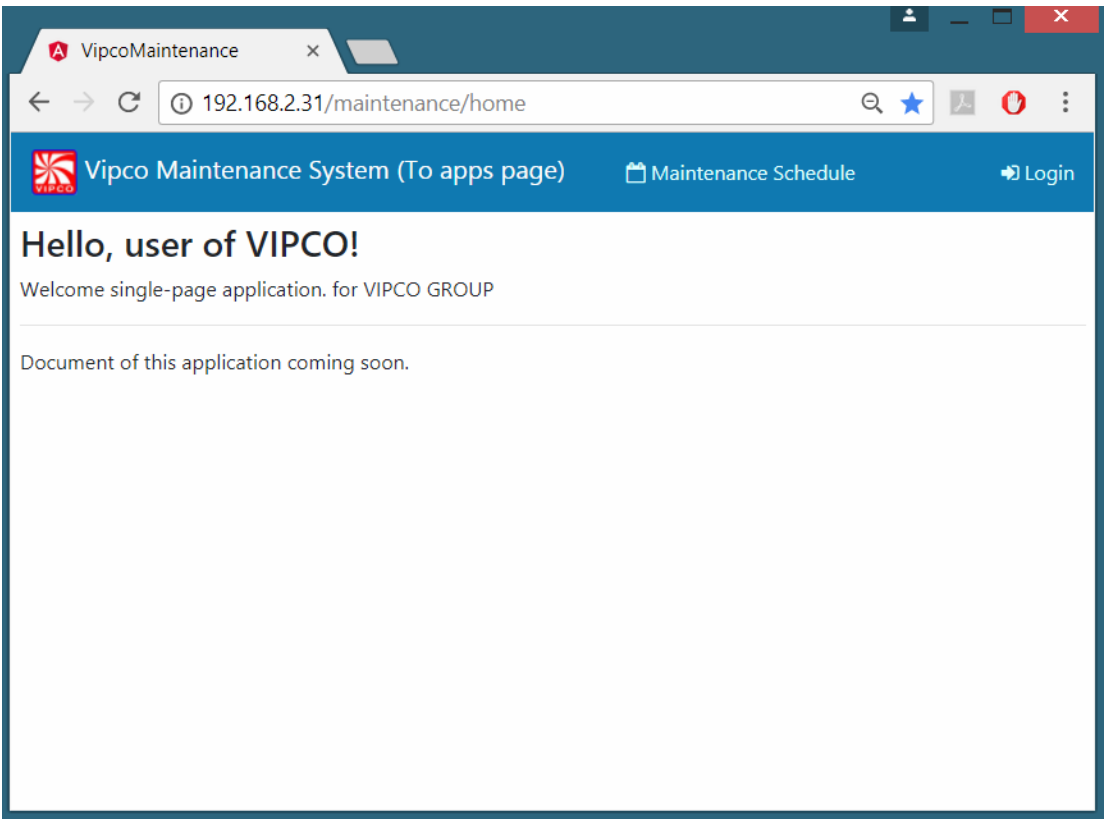 VipcoMaintenance
192.168.2.31/maintenance/home
VIPCO
Vipco Maintenance System (To apps page)
Maintenance Schedule
Login
Hello, user of VIPCO!
Welcome single-page application. for VIPCO GROUP
Document of this application coming soon.